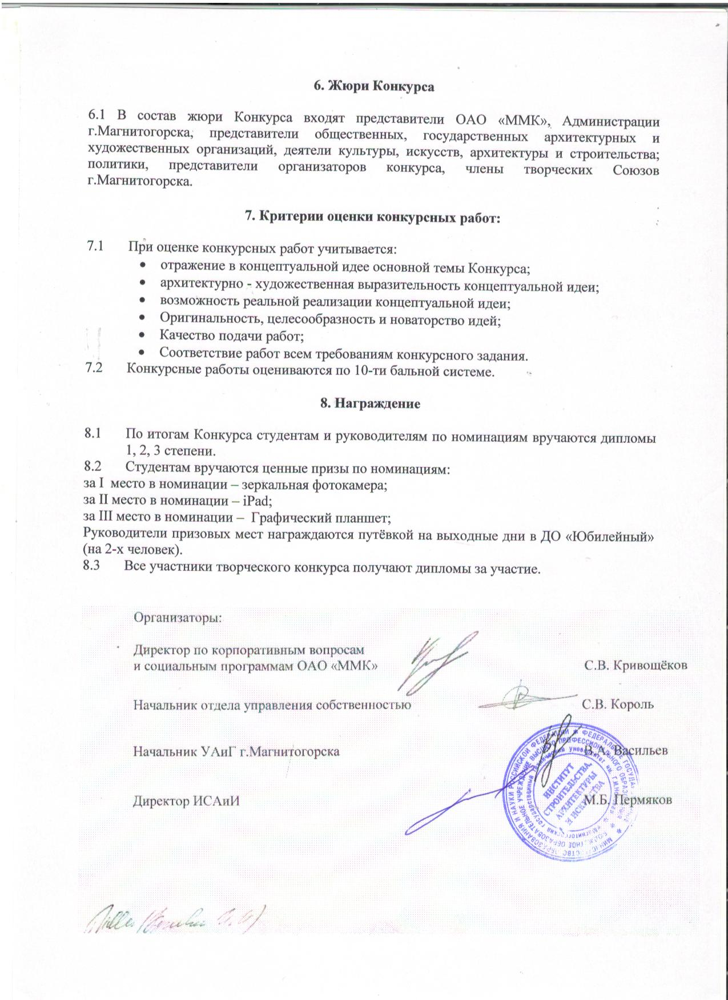 6. Жюри Конкурса
6.1 В состав жюри Конкурса входят представители ОАО «ММК», Администрации
г.Магнитогорска, представители общественных, государственных архитектурных и
художественных организаций, деятели культуры, искусств, архитектуры и строительства;
политики, представители организаторов конкурса, члены творческих Союзов
г.Магнитогорска.
7. Критерии оценки конкурсных работ:
7.1 При оценке конкурсных работ учитывается:
• отражение в концептуальной идее основной темы Конкурса;
• архитектурно - художественная выразительность концептуальной идеи;
• возможность реальной реализации концептуальной идеи;
• Оригинальность, целесообразность и новаторство идей;
• Качество подачи работ;
• Соответствие работ всем требованиям конкурсного задания.
7.2 Конкурсные работы оцениваются по 10-ти бальной системе.
8. Награждение
8.1 По итогам Конкурса студентам и руководителям по номинациям вручаются дипломы
1, 2, 3 степени.
8.2 Студентам вручаются ценные призы по номинациям:
за I место в номинации – зеркальная фотокамера;
за II место в номинации – iPad;
за III место в номинации – Графический планшет;
Руководители призовых мест награждаются путёвкой на выходные дни в ДО «Юбилейный»
(на 2-х человек).
8.3 Все участники творческого конкурса получают дипломы за участие.
Организаторы:
Директор по корпоративным вопросам
и социальным программам ОАО «ММК» С.В. Кривощёков
Начальник отдела управления собственностью С.В. Король
Начальник УАиГ г.Магнитогорска В.А. Васильев
Директор ИСАиИ М.Б. Пермяков
ИНСТИТУТ
СТРОИТЕЛЬСТВА,
АРХИТЕКТУРЫ
И ИСКУССТВА